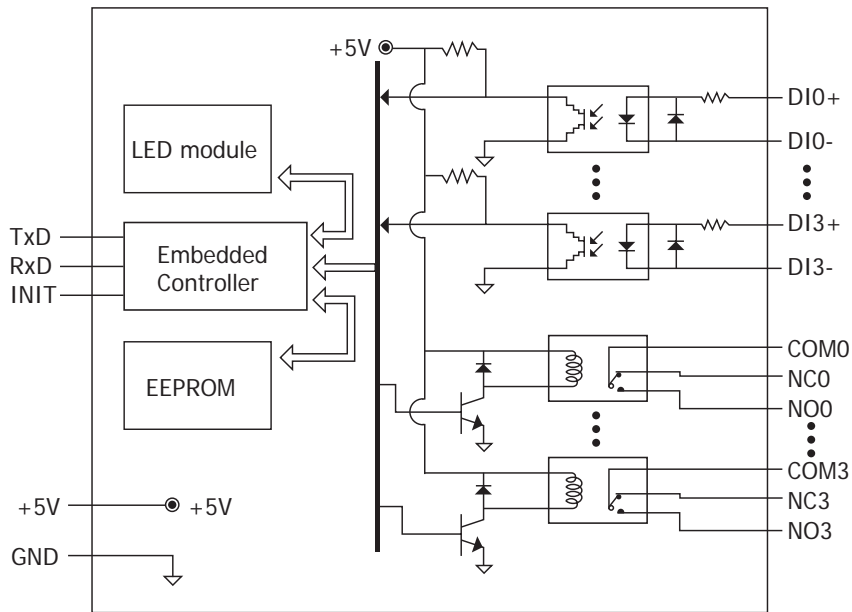 +5V
LED module
TxD
RxD
INIT
Embedded
Controller
EEPROM
+5V
+5V
GND
DI0+
DI0-
DI3+
DI3-
COM0
NC0
NO0
COM3
NC3
NO3